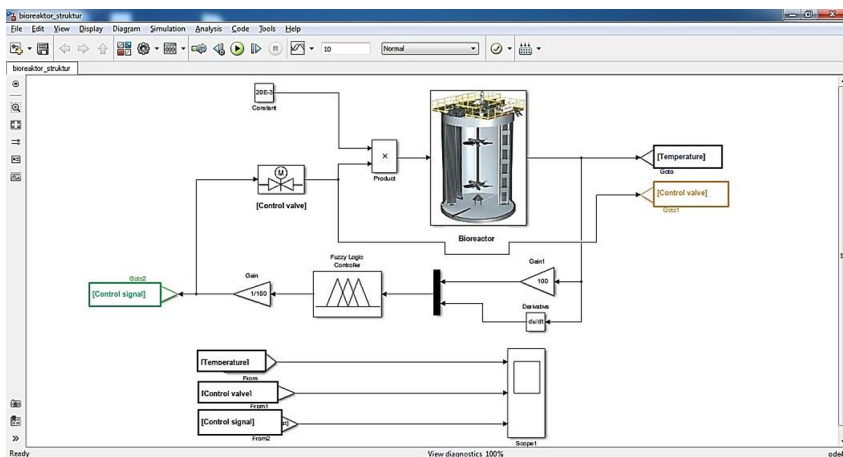 bioreaktor_struktur
File Edit View Display Diagram Simulation Analysis Code Tools Help
10 Normal
bioreaktor_struktur
20E-3
Constant
M
×
Product
[Control valve]
Bioreactor
[Temperature]
Goto
[Control valve]
Goto1
Goto2
[Control signal]
Gain
1/100
Fuzzy Logic
Controller
Gain1
100
Derivative
du/dt
[Temperature]
From
[Control valve]
From1
[Control signal]
From2
Scope1
Ready View diagnostics 100%